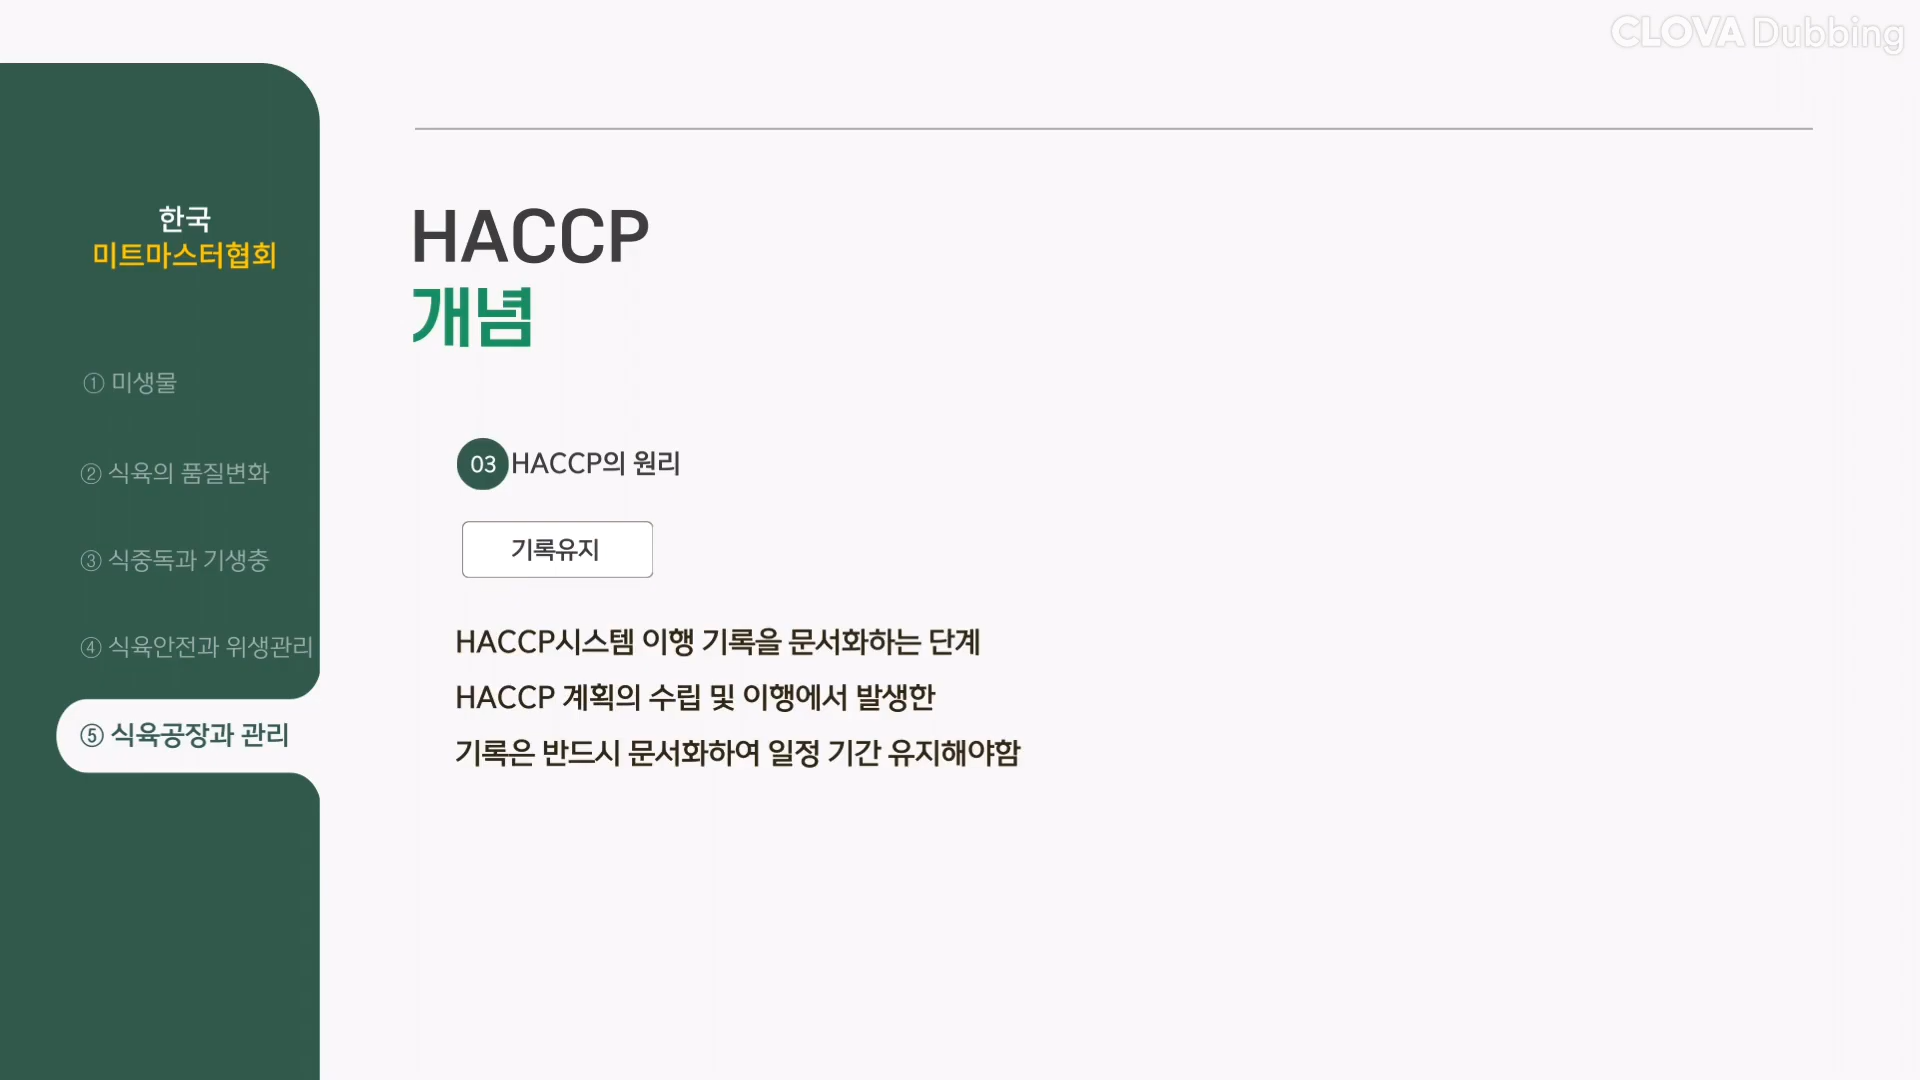 CLOVA Dubbing
한국
미트마스터협회
① 미생물
② 식육의 품질변화
③ 식중독과 기생충
④ 식육안전과 위생관리
⑤ 식육공장과 관리
HACCP
개념
03 HACCP의 원리
기록유지
HACCP시스템 이행 기록을 문서화하는 단계
HACCP 계획의 수립 및 이행에서 발생한
기록은 반드시 문서화하여 일정 기간 유지해야함